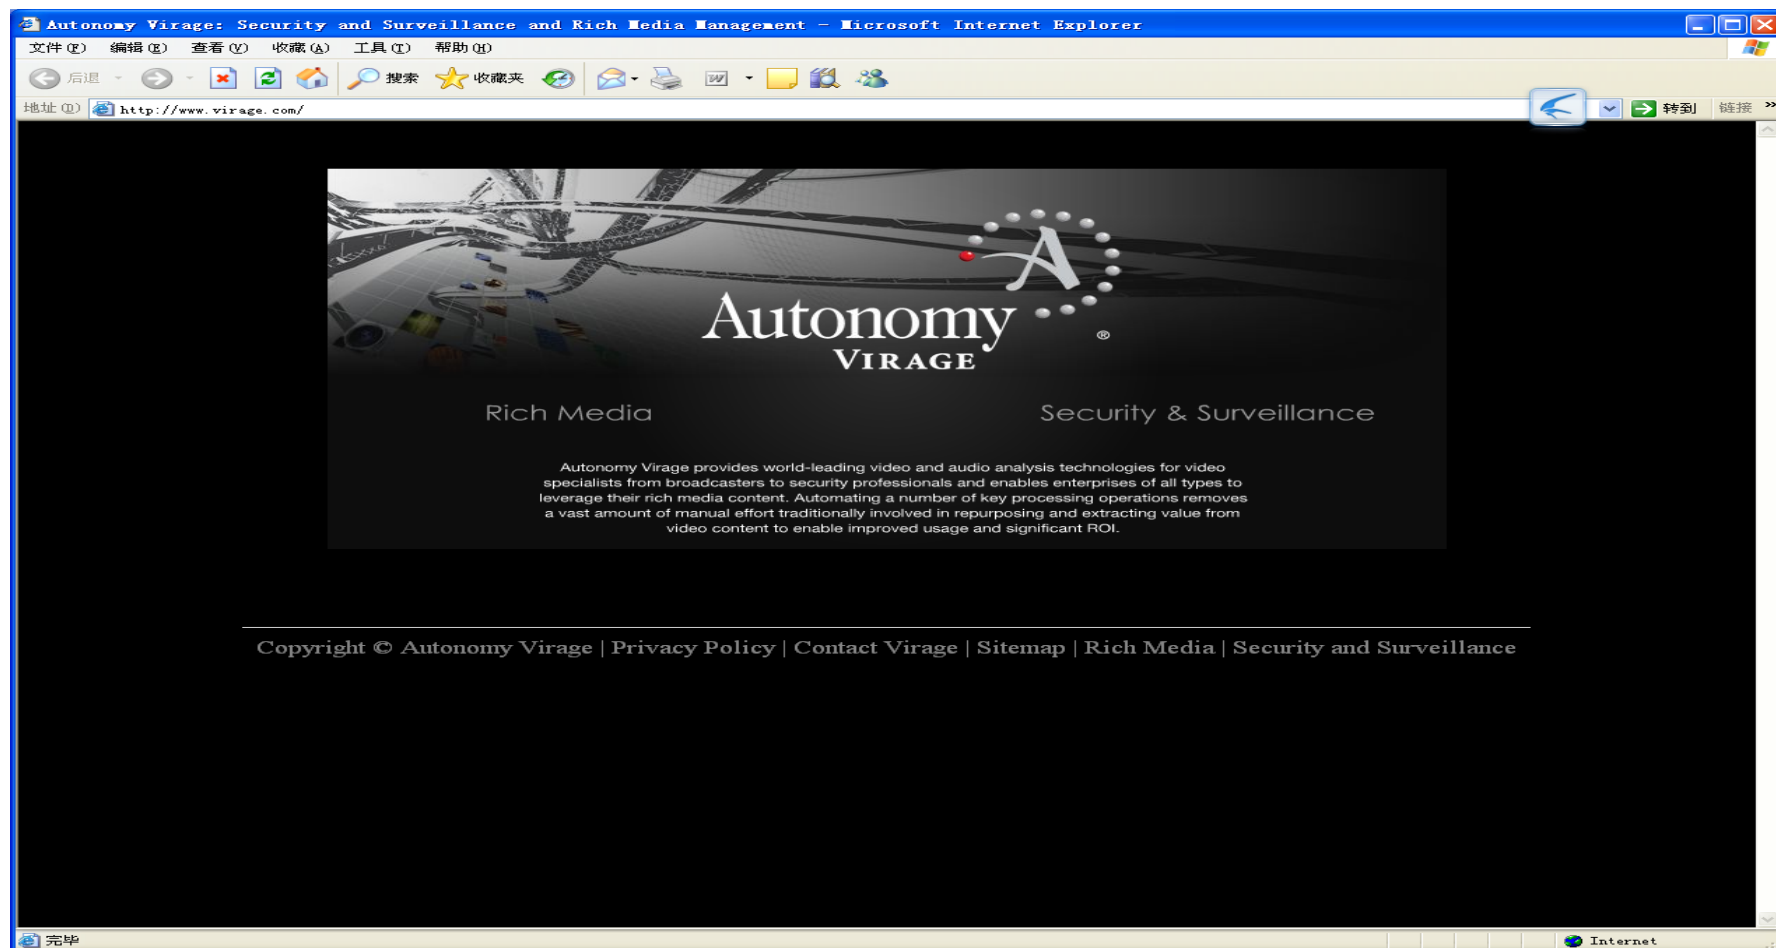 Autonomy Virage: Security and Surveillance and Rich Media Management - Microsoft Internet Explorer
文件(F) 编辑(E) 查看(V) 收藏(A) 工具(T) 帮助(H)
后退 搜索 收藏夹
地址(D) http://www.virage.com/ 转到 链接 »
A
Autonomy ®
VIRAGE
Rich Media Security & Surveillance
Autonomy Virage provides world-leading video and audio analysis technologies for video
specialists from broadcasters to security professionals and enables enterprises of all types to
leverage their rich media content. Automating a number of key processing operations removes
a vast amount of manual effort traditionally involved in repurposing and extracting value from
video content to enable improved usage and significant ROI.
Copyright © Autonomy Virage | Privacy Policy | Contact Virage | Sitemap | Rich Media | Security and Surveillance
完毕 Internet